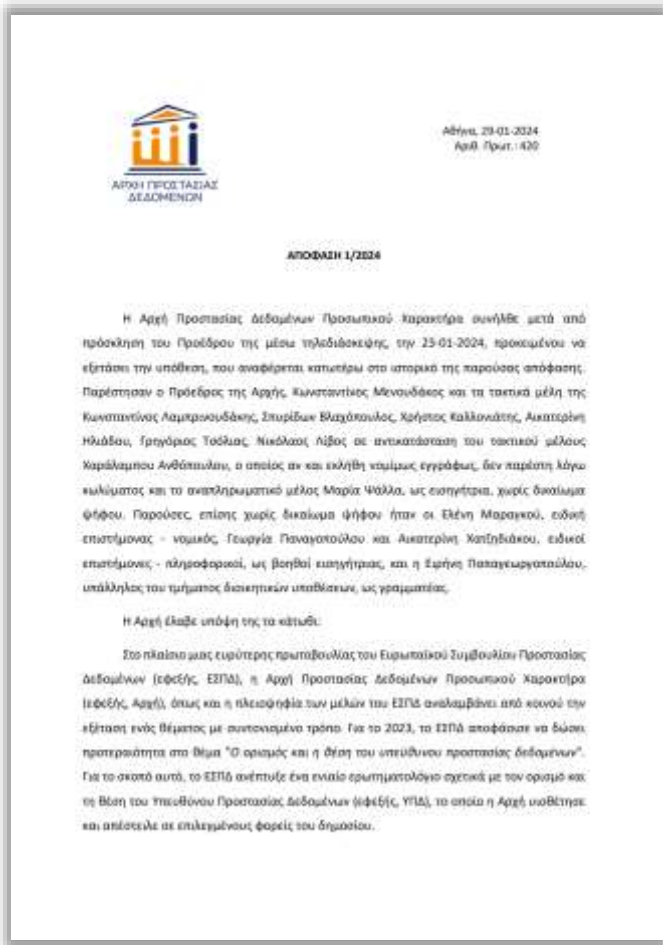 Αθήνα, 29-01-2024
Αριθ. Πρωτ.: 420
ΑΡΧΗ ΠΡΟΣΤΑΣΙΑΣ
ΔΕΔΟΜΕΝΩΝ
ΑΠΟΦΑΣΗ 1/2024
Η Αρχή Προστασίας Δεδομένων Προσωπικού Χαρακτήρα συνήλθε μετά από
πρόσκληση του Προέδρου της μέσω τηλεδιάσκεψης, την 23-01-2024, προκειμένου να
εξετάσει την υπόθεση, που αναφέρεται κατωτέρω στο ιστορικό της παρούσας απόφασης.
Παρέστησαν ο Πρόεδρος της Αρχής, Κωνσταντίνος Μενουδάκος και τα τακτικά μέλη της
Κωνσταντίνος Λαμπρινουδάκης, Σπυρίδων Βλαχόπουλος, Χρήστος Καλλονιάτης, Αικατερίνη
Ηλιάδου, Γρηγόριος Τσόλιας, Νικόλαος Λίβος σε αντικατάσταση του τακτικού μέλους
Χαράλαμπου Ανθόπουλου, ο οποίος αν και εκλήθη νομίμως εγγράφως, δεν παρέστη λόγω
κωλύματος και το αναπληρωματικό μέλος Μαρία Ψάλλα, ως εισηγήτρια, χωρίς δικαίωμα
ψήφου. Παρούσες, επίσης χωρίς δικαίωμα ψήφου ήταν οι Ελένη Μαραγκού, ειδική
επιστήμονας - νομικός, Γεωργία Παναγοπούλου και Αικατερίνη Χατζηδιάκου, ειδικοί
επιστήμονες - πληροφορικοί, ως βοηθοί εισηγήτριας, και η Ειρήνη Παπαγεωργοπούλου,
υπάλληλος του τμήματος διοικητικών υποθέσεων, ως γραμματέας.
Η Αρχή έλαβε υπόψη της τα κάτωθι:
Στο πλαίσιο μιας ευρύτερης πρωτοβουλίας του Ευρωπαϊκού Συμβουλίου Προστασίας
Δεδομένων (εφεξής, ΕΣΠΔ), η Αρχή Προστασίας Δεδομένων Προσωπικού Χαρακτήρα
(εφεξής, Αρχή), όπως και η πλειοψηφία των μελών του ΕΣΠΔ αναλαμβάνει από κοινού την
εξέταση ενός θέματος με συντονισμένο τρόπο. Για το 2023, το ΕΣΠΔ αποφάσισε να δώσει
προτεραιότητα στο θέμα "Ο ορισμός και η θέση του υπευθύνου προστασίας δεδομένων".
Για το σκοπό αυτό, το ΕΣΠΔ ανέπτυξε ένα ενιαίο ερωτηματολόγιο σχετικά με τον ορισμό και
τη θέση του Υπευθύνου Προστασίας Δεδομένων (εφεξής, ΥΠΔ), το οποίο η Αρχή υιοθέτησε
και απέστειλε σε επιλεγμένους φορείς του δημοσίου.